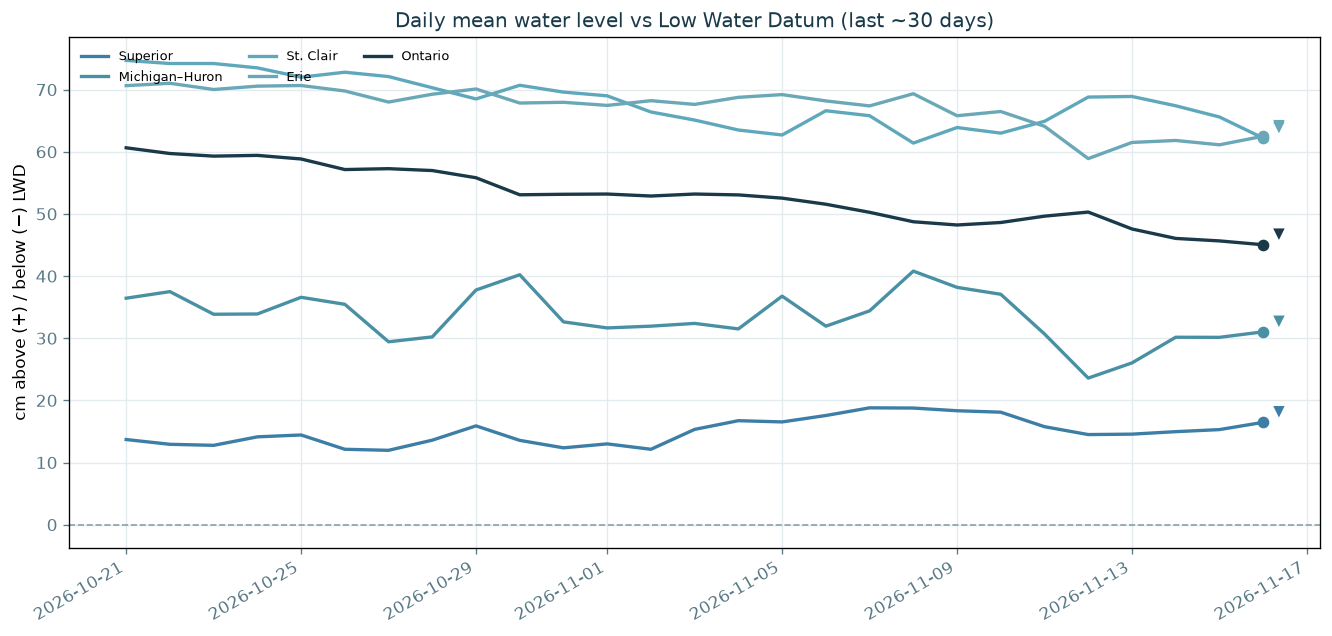 Daily mean water level vs Low Water Datum (last ~30 days)
Superior
Michigan–Huron
St. Clair
Erie
Ontario
cm above (+) / below (−) LWD
70
60
50
40
30
20
10
0
2026-10-21
2026-10-25
2026-10-29
2026-11-01
2026-11-05
2026-11-09
2026-11-13
2026-11-17